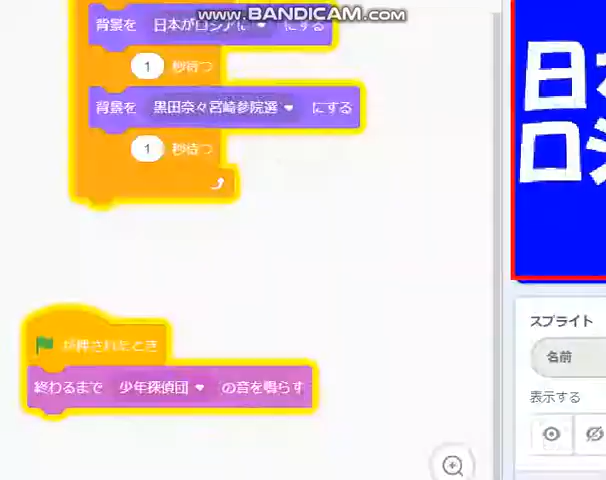 www.BANDICAM.com
背景を 日本がロシアに にする
1 秒待つ
背景を 黒田奈々宮崎参院選 にする
1 秒待つ
が押されたとき
終わるまで 少年探偵団 の音を鳴らす
日本
ロシ
スプライト
名前
表示する